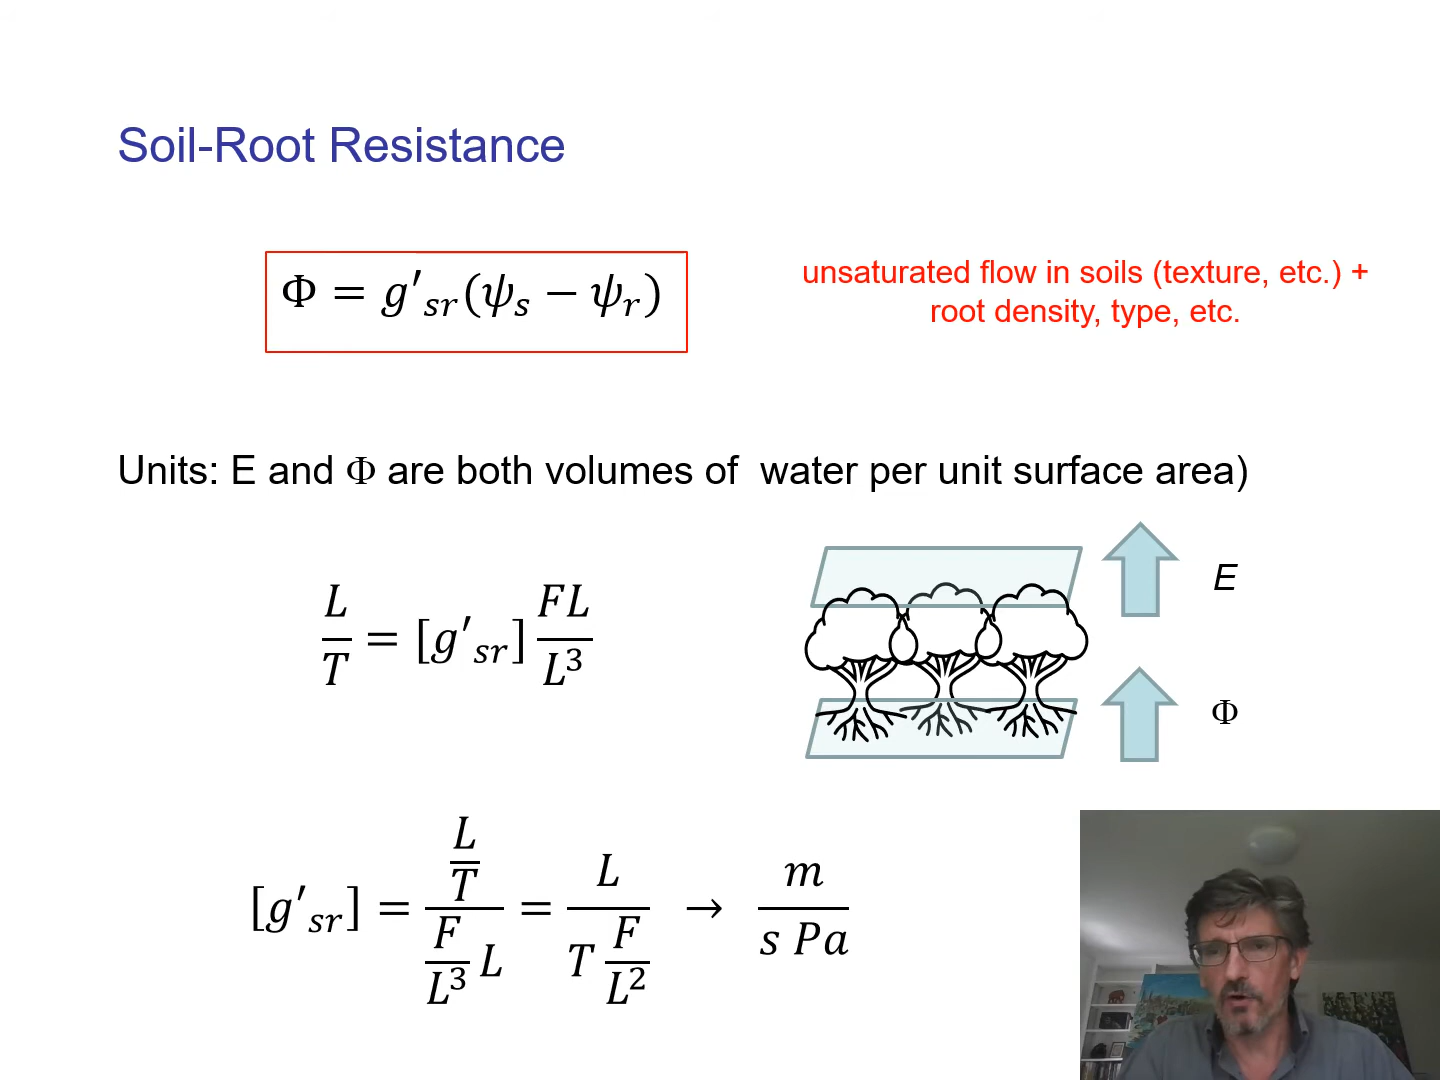 Soil-Root Resistance
Φ = g′ₛᵣ(ψₛ − ψᵣ)
unsaturated flow in soils (texture, etc.) +
root density, type, etc.
Units: E and Φ are both volumes of water per unit surface area)
L/T = [g′ₛᵣ] FL/L³
E
Φ
[g′ₛᵣ] = (L/T)/((F/L³) L) = L/(T (F/L²)) → m/(s Pa)